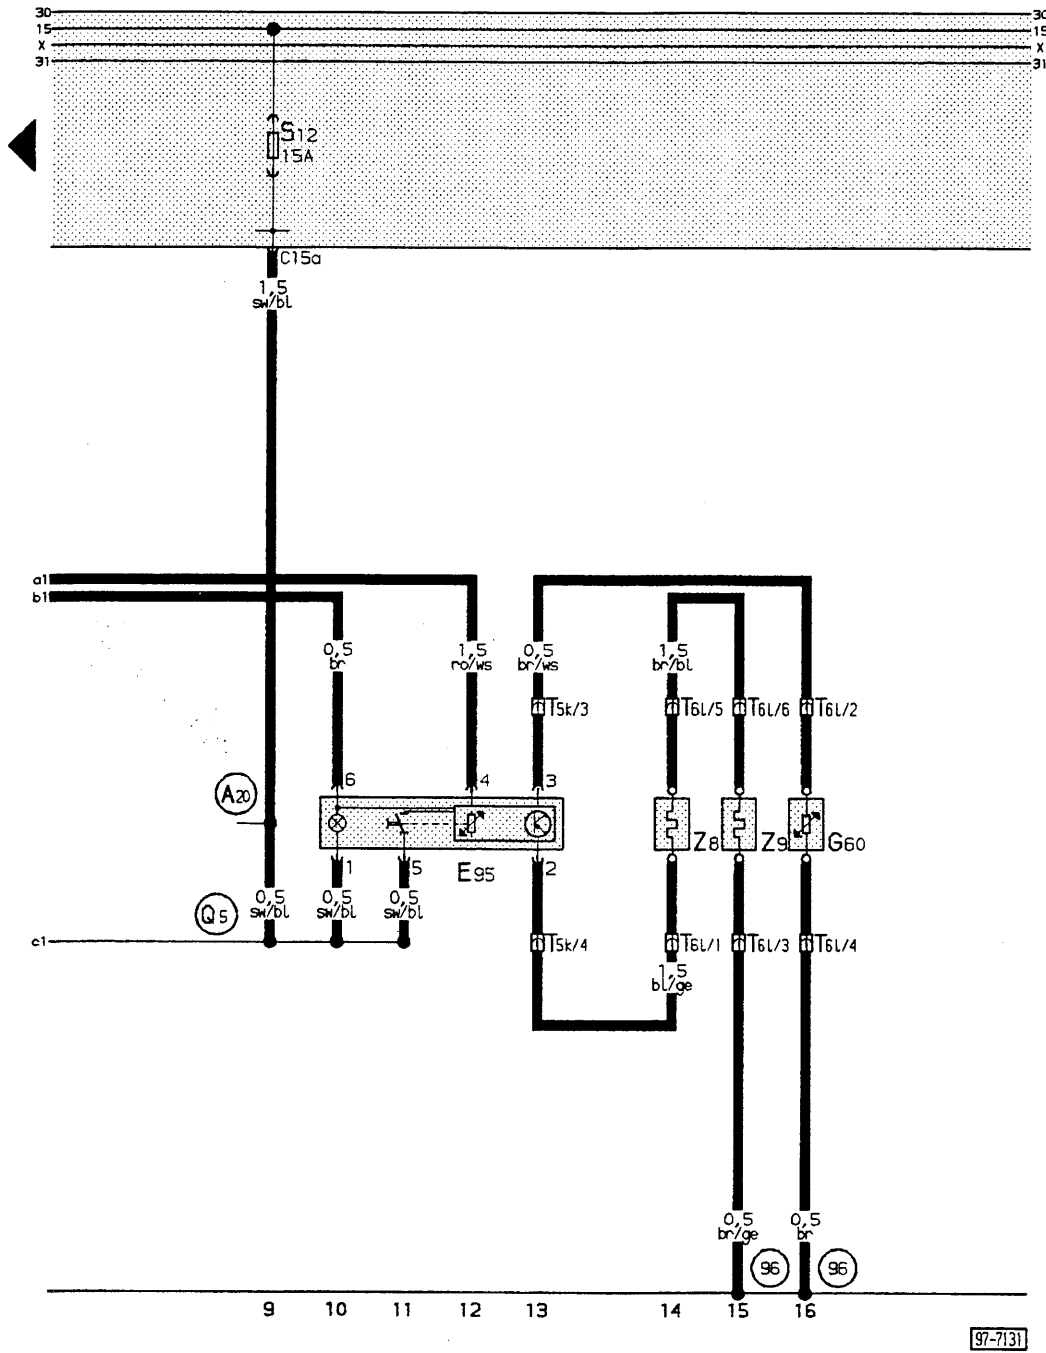 30 30
15 15
X X
31 31
S12
15A
C15a
1,5
sw/bl
a1
b1
0,5 1,5 0,5 1,5
br ro/ws br/ws br/bl
T5k/3 T6l/5 T6l/6 T6l/2
6 4 3
A20
Z8 Z9 G60
1 5 E95 2
0,5 0,5 0,5
sw/bl sw/bl sw/bl
Q5
c1
T5k/4 T6l/1 T6l/3 T6l/4
1,5
bl/ge
0,5 0,5
br/ge br
96 96
9 10 11 12 13 14 15 16
97-7131